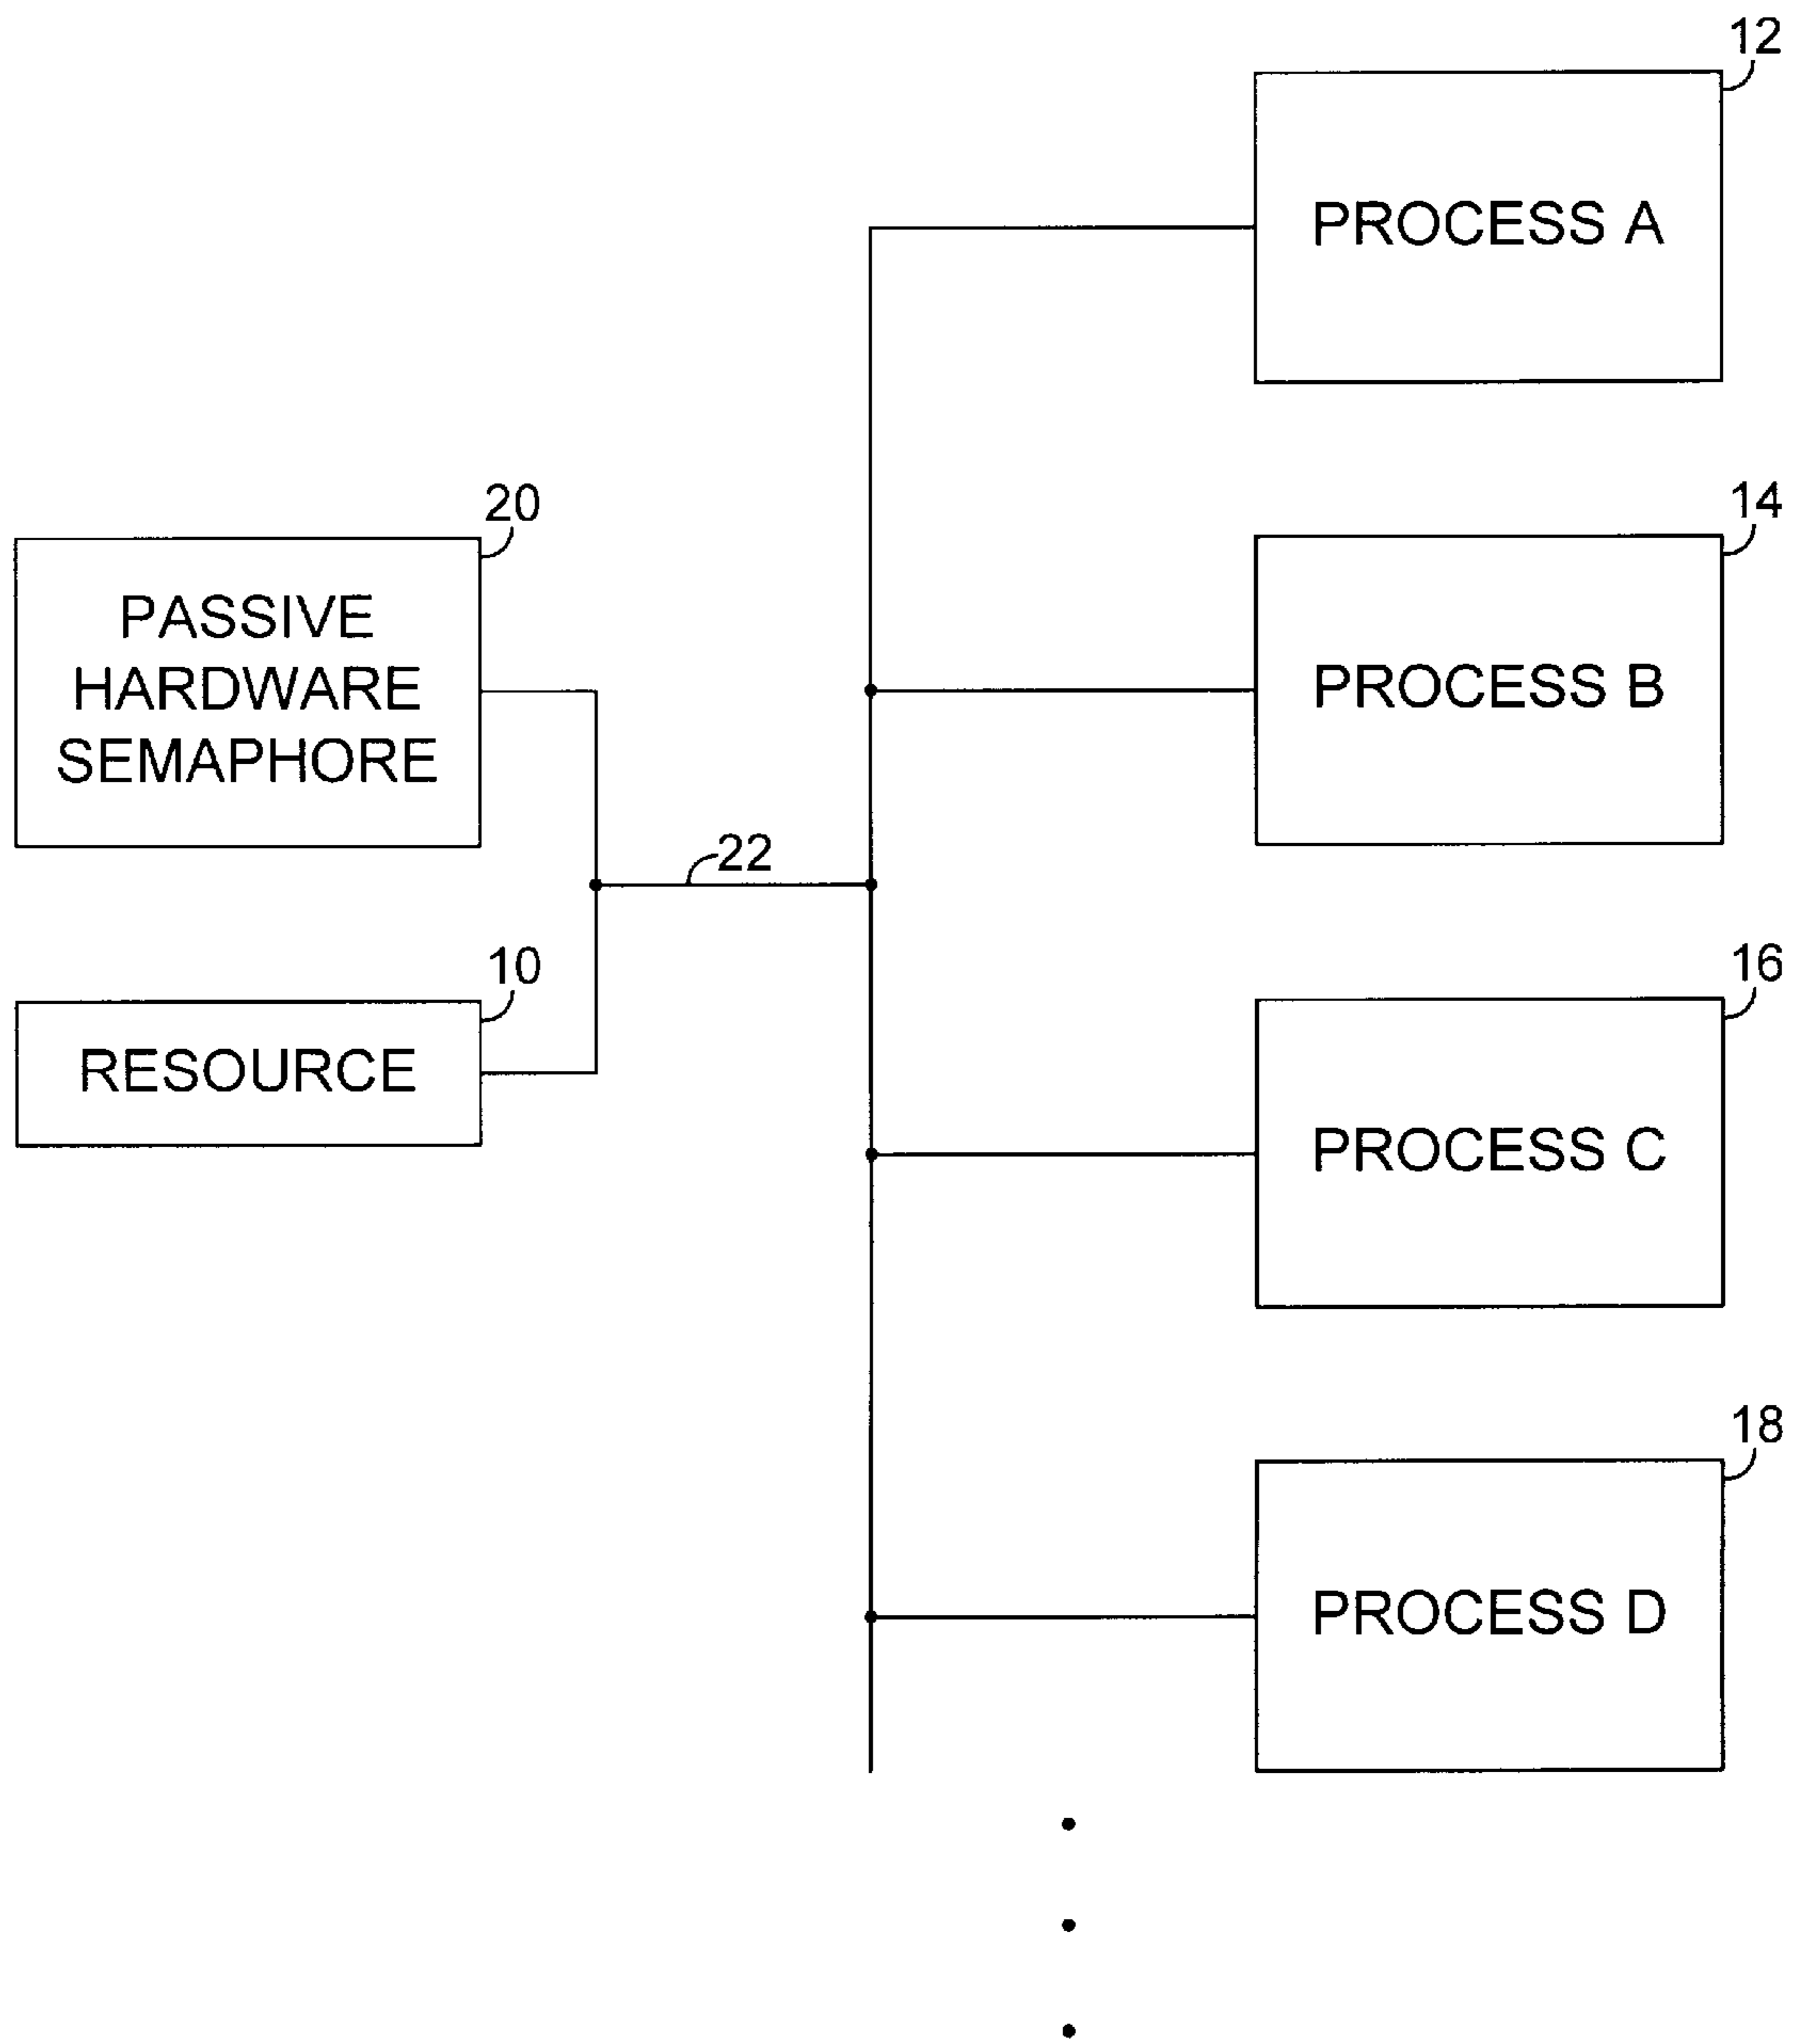 12
PROCESS A
14
PROCESS B
20
PASSIVE
HARDWARE
SEMAPHORE
22
10
RESOURCE
16
PROCESS C
18
PROCESS D